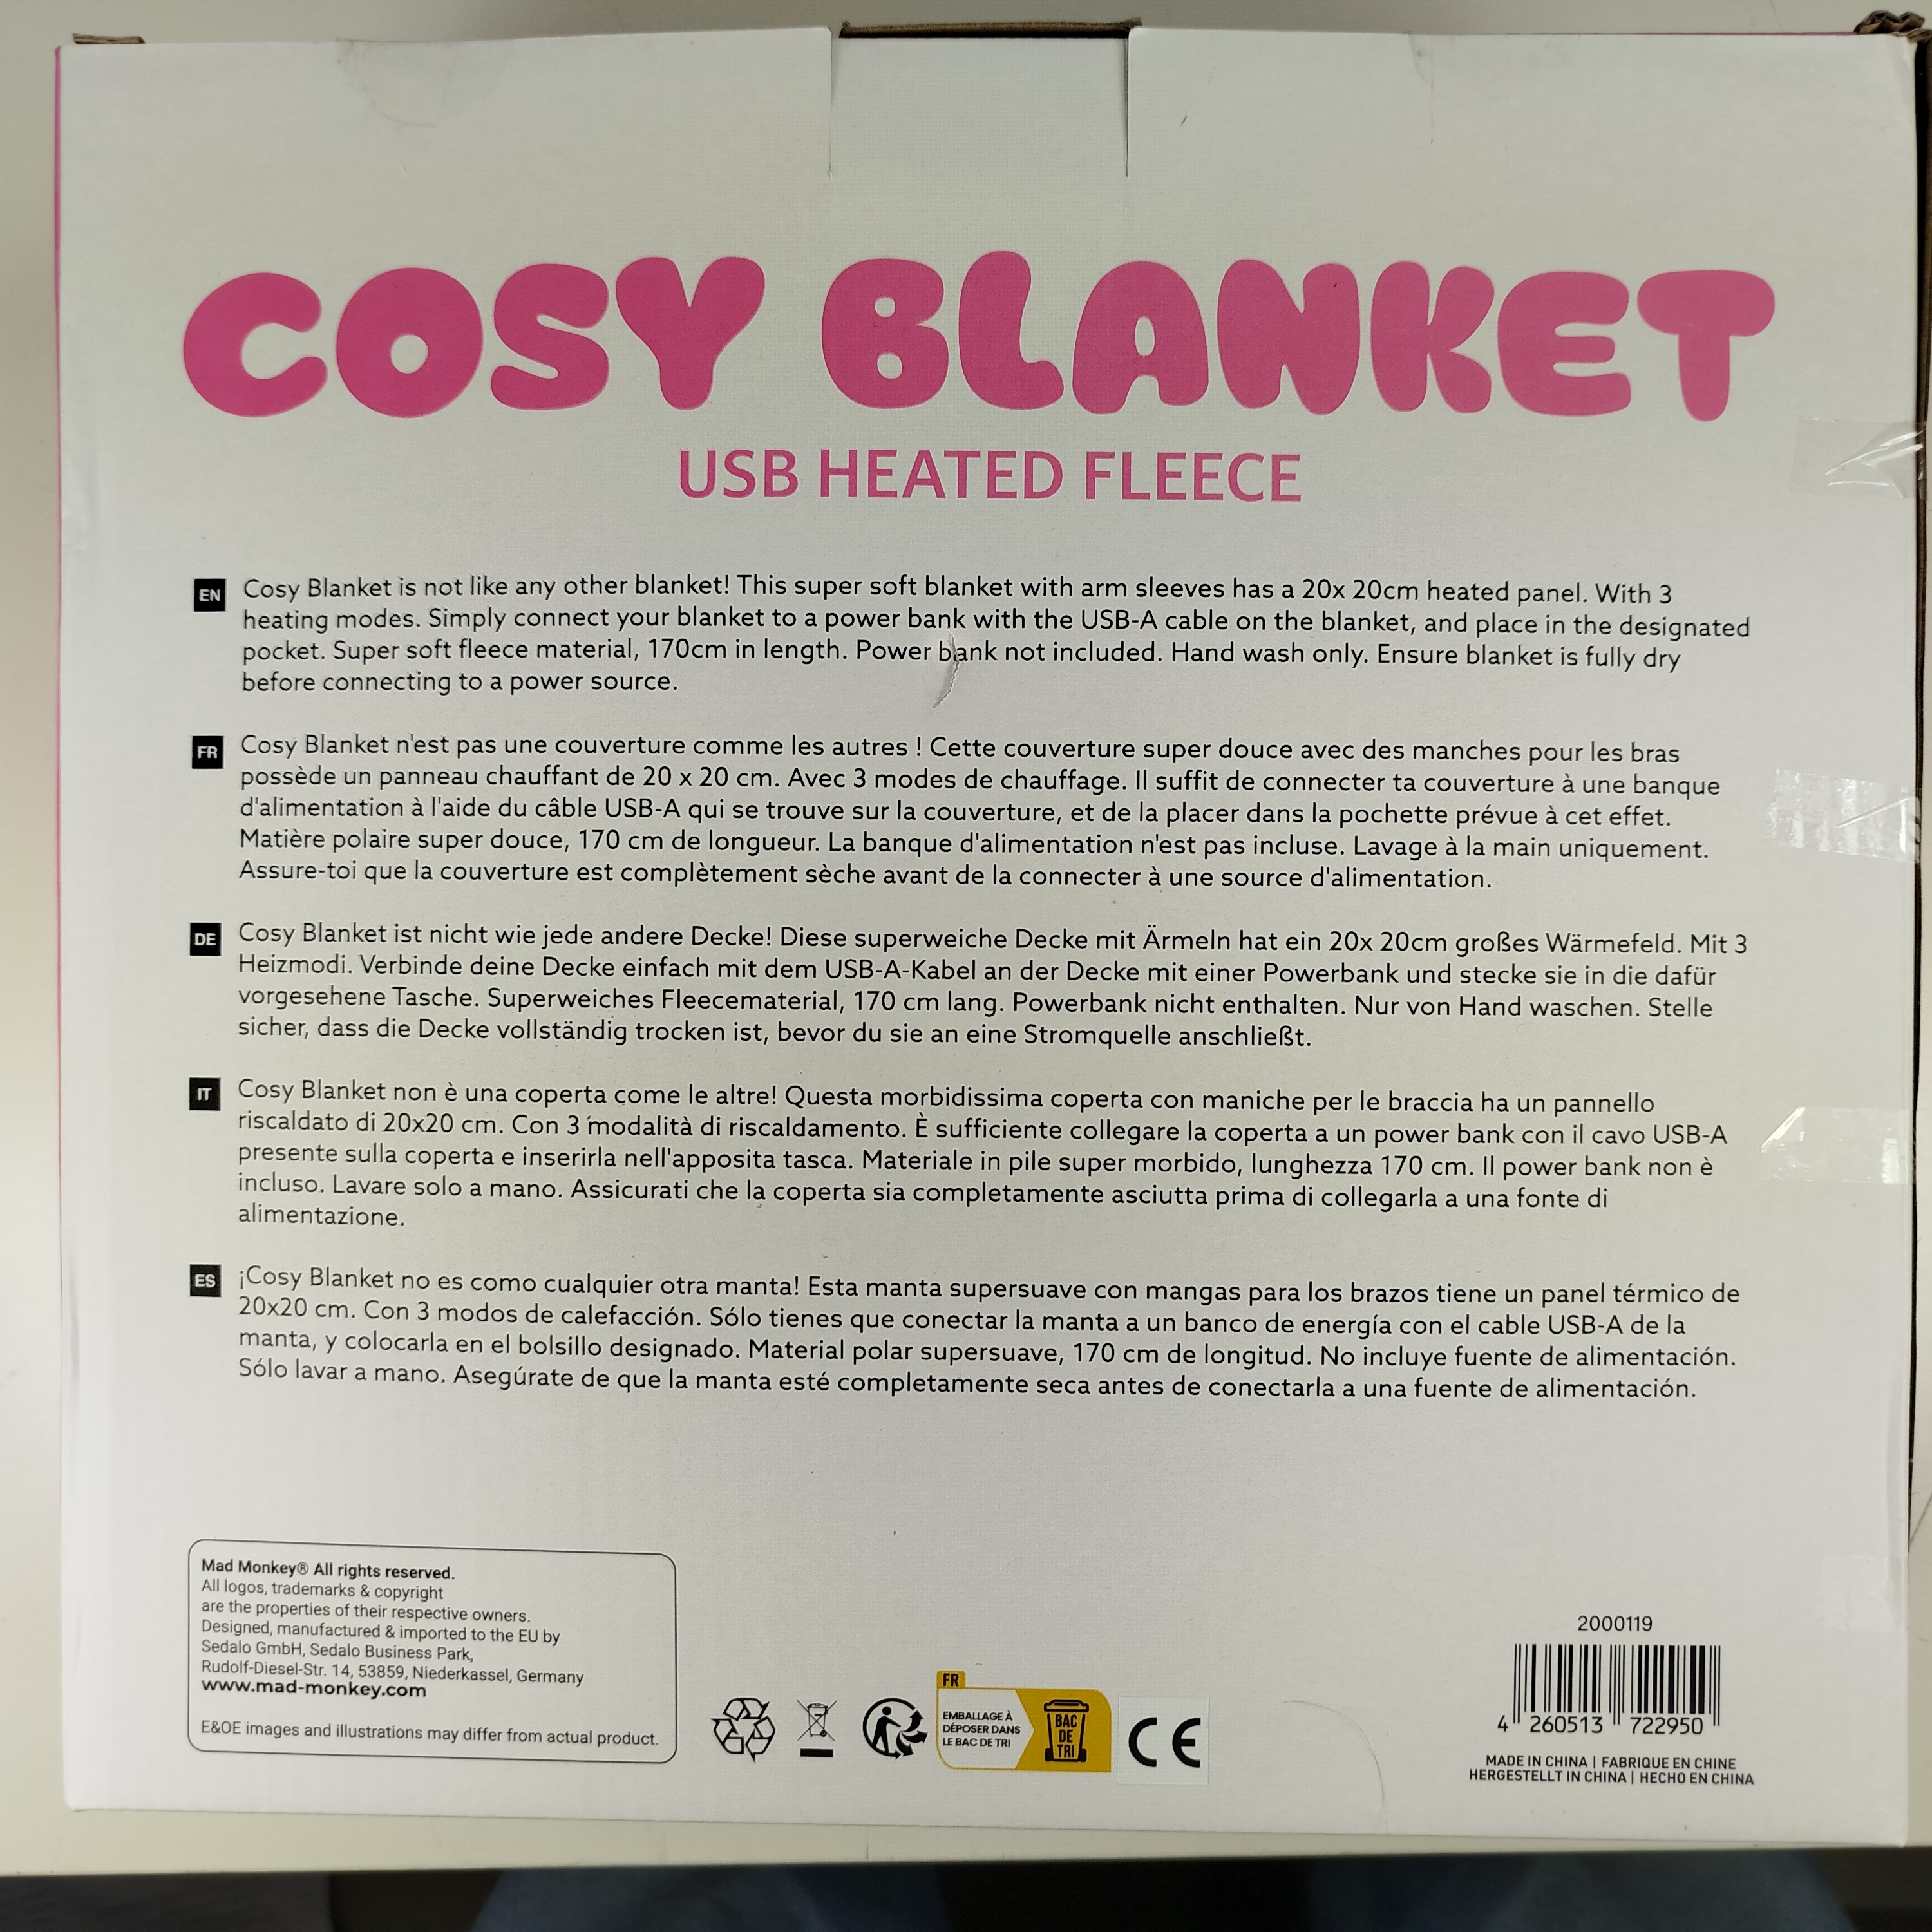 COSY BLANKET
USB HEATED FLEECE
EN
Cosy Blanket is not like any other blanket! This super soft blanket with arm sleeves has a 20x 20cm heated panel. With 3
heating modes. Simply connect your blanket to a power bank with the USB-A cable on the blanket, and place in the designated
pocket. Super soft fleece material, 170cm in length. Power bank not included. Hand wash only. Ensure blanket is fully dry
before connecting to a power source.
FR
Cosy Blanket n'est pas une couverture comme les autres ! Cette couverture super douce avec des manches pour les bras
possède un panneau chauffant de 20 x 20 cm. Avec 3 modes de chauffage. Il suffit de connecter ta couverture à une banque
d'alimentation à l'aide du câble USB-A qui se trouve sur la couverture, et de la placer dans la pochette prévue à cet effet.
Matière polaire super douce, 170 cm de longueur. La banque d'alimentation n'est pas incluse. Lavage à la main uniquement.
Assure-toi que la couverture est complètement sèche avant de la connecter à une source d'alimentation.
DE
Cosy Blanket ist nicht wie jede andere Decke! Diese superweiche Decke mit Ärmeln hat ein 20x 20cm großes Wärmefeld. Mit 3
Heizmodi. Verbinde deine Decke einfach mit dem USB-A-Kabel an der Decke mit einer Powerbank und stecke sie in die dafür
vorgesehene Tasche. Superweiches Fleecematerial, 170 cm lang. Powerbank nicht enthalten. Nur von Hand waschen. Stelle
sicher, dass die Decke vollständig trocken ist, bevor du sie an eine Stromquelle anschließt.
IT
Cosy Blanket non è una coperta come le altre! Questa morbidissima coperta con maniche per le braccia ha un pannello
riscaldato di 20x20 cm. Con 3 modalità di riscaldamento. È sufficiente collegare la coperta a un power bank con il cavo USB-A
presente sulla coperta e inserirla nell'apposita tasca. Materiale in pile super morbido, lunghezza 170 cm. Il power bank non è
incluso. Lavare solo a mano. Assicurati che la coperta sia completamente asciutta prima di collegarla a una fonte di
alimentazione.
ES
¡Cosy Blanket no es como cualquier otra manta! Esta manta supersuave con mangas para los brazos tiene un panel térmico de
20x20 cm. Con 3 modos de calefacción. Sólo tienes que conectar la manta a un banco de energía con el cable USB-A de la
manta, y colocarla en el bolsillo designado. Material polar supersuave, 170 cm de longitud. No incluye fuente de alimentación.
Sólo lavar a mano. Asegúrate de que la manta esté completamente seca antes de conectarla a una fuente de alimentación.
Mad Monkey® All rights reserved.
All logos, trademarks & copyright
are the properties of their respective owners.
Designed, manufactured & imported to the EU by
Sedalo GmbH, Sedalo Business Park,
Rudolf-Diesel-Str. 14, 53859, Niederkassel, Germany
www.mad-monkey.com
E&OE images and illustrations may differ from actual product.
FR
EMBALLAGE À
DÉPOSER DANS
LE BAC DE TRI
BAC
DE
TRI
CE
2000119
4 260513 722950
MADE IN CHINA | FABRIQUE EN CHINE
HERGESTELLT IN CHINA | HECHO EN CHINA